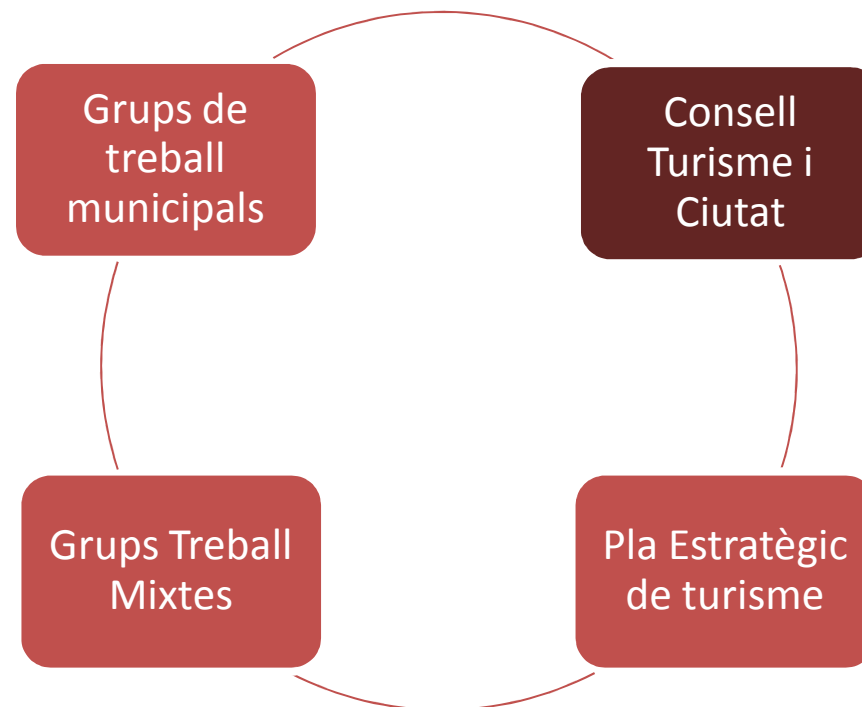 Grups de
treball
municipals
Consell
Turisme i
Ciutat
Grups Treball
Mixtes
Pla Estratègic
de turisme